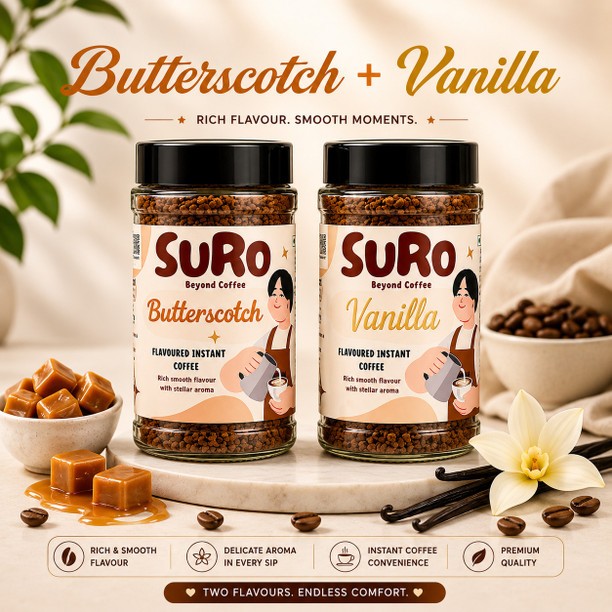 Butterscotch + Vanilla
RICH FLAVOUR. SMOOTH MOMENTS.
SuRo
Beyond Coffee
Butterscotch
FLAVOURED INSTANT
COFFEE
Rich smooth flavour
with stellar aroma
SuRo
Beyond Coffee
Vanilla
FLAVOURED INSTANT
COFFEE
Rich smooth flavour
with stellar aroma
RICH & SMOOTH
FLAVOUR
DELICATE AROMA
IN EVERY SIP
INSTANT COFFEE
CONVENIENCE
PREMIUM
QUALITY
TWO FLAVOURS. ENDLESS COMFORT.